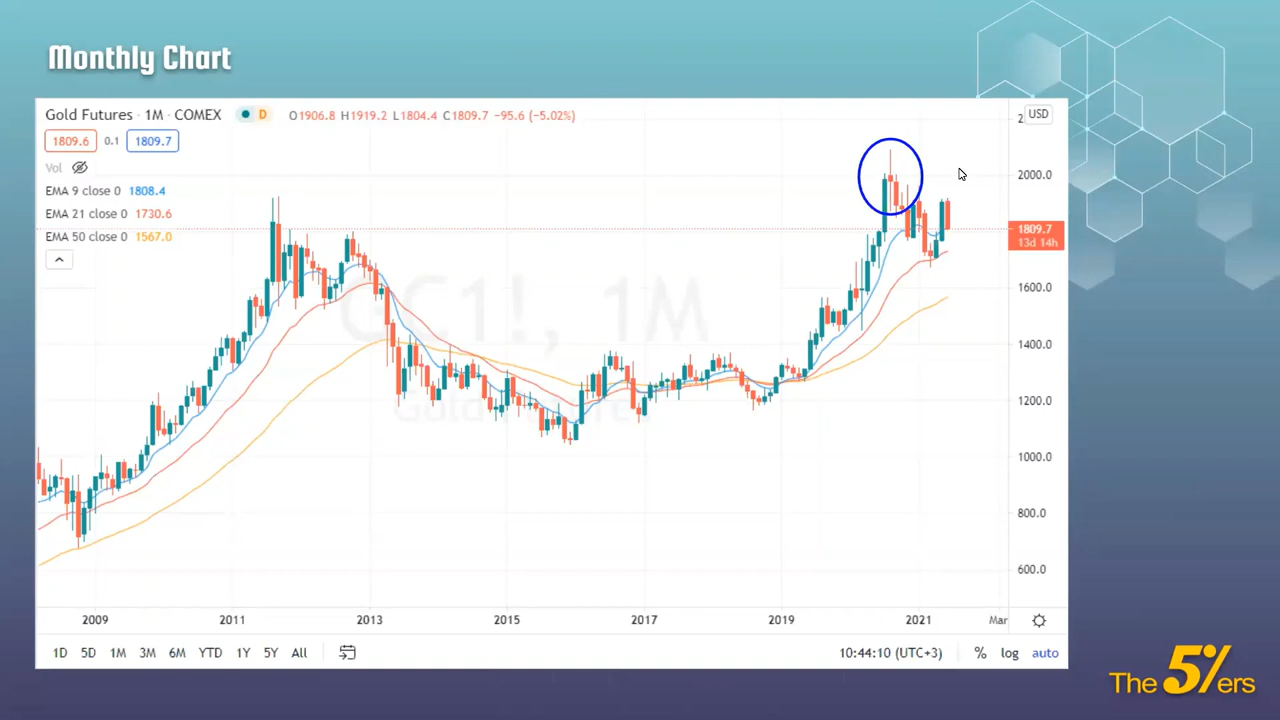 Monthly Chart
Gold Futures · 1M · COMEX D O1906.8 H1919.2 L1804.4 C1809.7 −95.6 (−5.02%)
USD
1809.6 0.1 1809.7
Vol
EMA 9 close 0 1808.4
EMA 21 close 0 1730.6
EMA 50 close 0 1567.0
GC1!, 1M
Gold Futures
2000.0
1809.7
13d 14h
1600.0
1400.0
1200.0
1000.0
800.0
600.0
2009 2011 2013 2015 2017 2019 2021 Mar
1D 5D 1M 3M 6M YTD 1Y 5Y All 10:44:10 (UTC+3) % log auto
The 5%ers